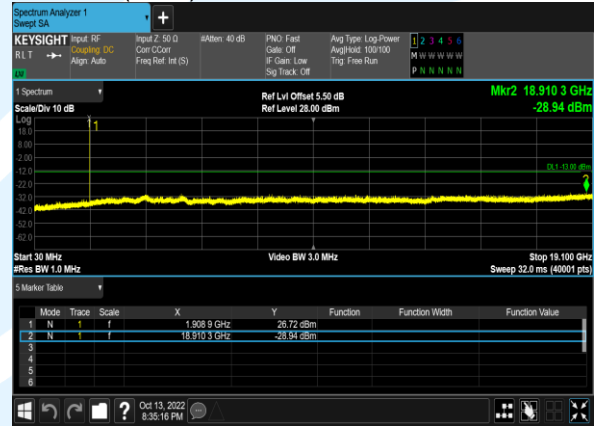 Spectrum Analyzer 1
Swept SA
+
KEYSIGHT Input: RF Input Z: 50 Ω #Atten: 40 dB PNO: Fast Avg Type: Log-Power 1 2 3 4 5 6
RLT Coupling: DC Corr CCorr Gate: Off Avg|Hold: 100/100 M W W W W W
Align: Auto Freq Ref: Int (S) IF Gain: Low Trig: Free Run P N N N N N
Sig Track: Off
1 Spectrum Ref Lvl Offset 5.50 dB Mkr2 18.910 3 GHz
Scale/Div 10 dB Ref Level 28.00 dBm -28.94 dBm
Log
1
18.0
8.00
-2.00
-12.0 DL1 -13.00 dBm
-22.0
-32.0
-42.0
-52.0
-62.0
Start 30 MHz Video BW 3.0 MHz Stop 19.100 GHz
#Res BW 1.0 MHz Sweep 32.0 ms (40001 pts)
5 Marker Table
Mode Trace Scale X Y Function Function Width Function Value
1 N 1 f 1.908 9 GHz 26.72 dBm
2 N 1 f 18.910 3 GHz -28.94 dBm
3
4
5
6
? Oct 13, 2022
8:35:16 PM